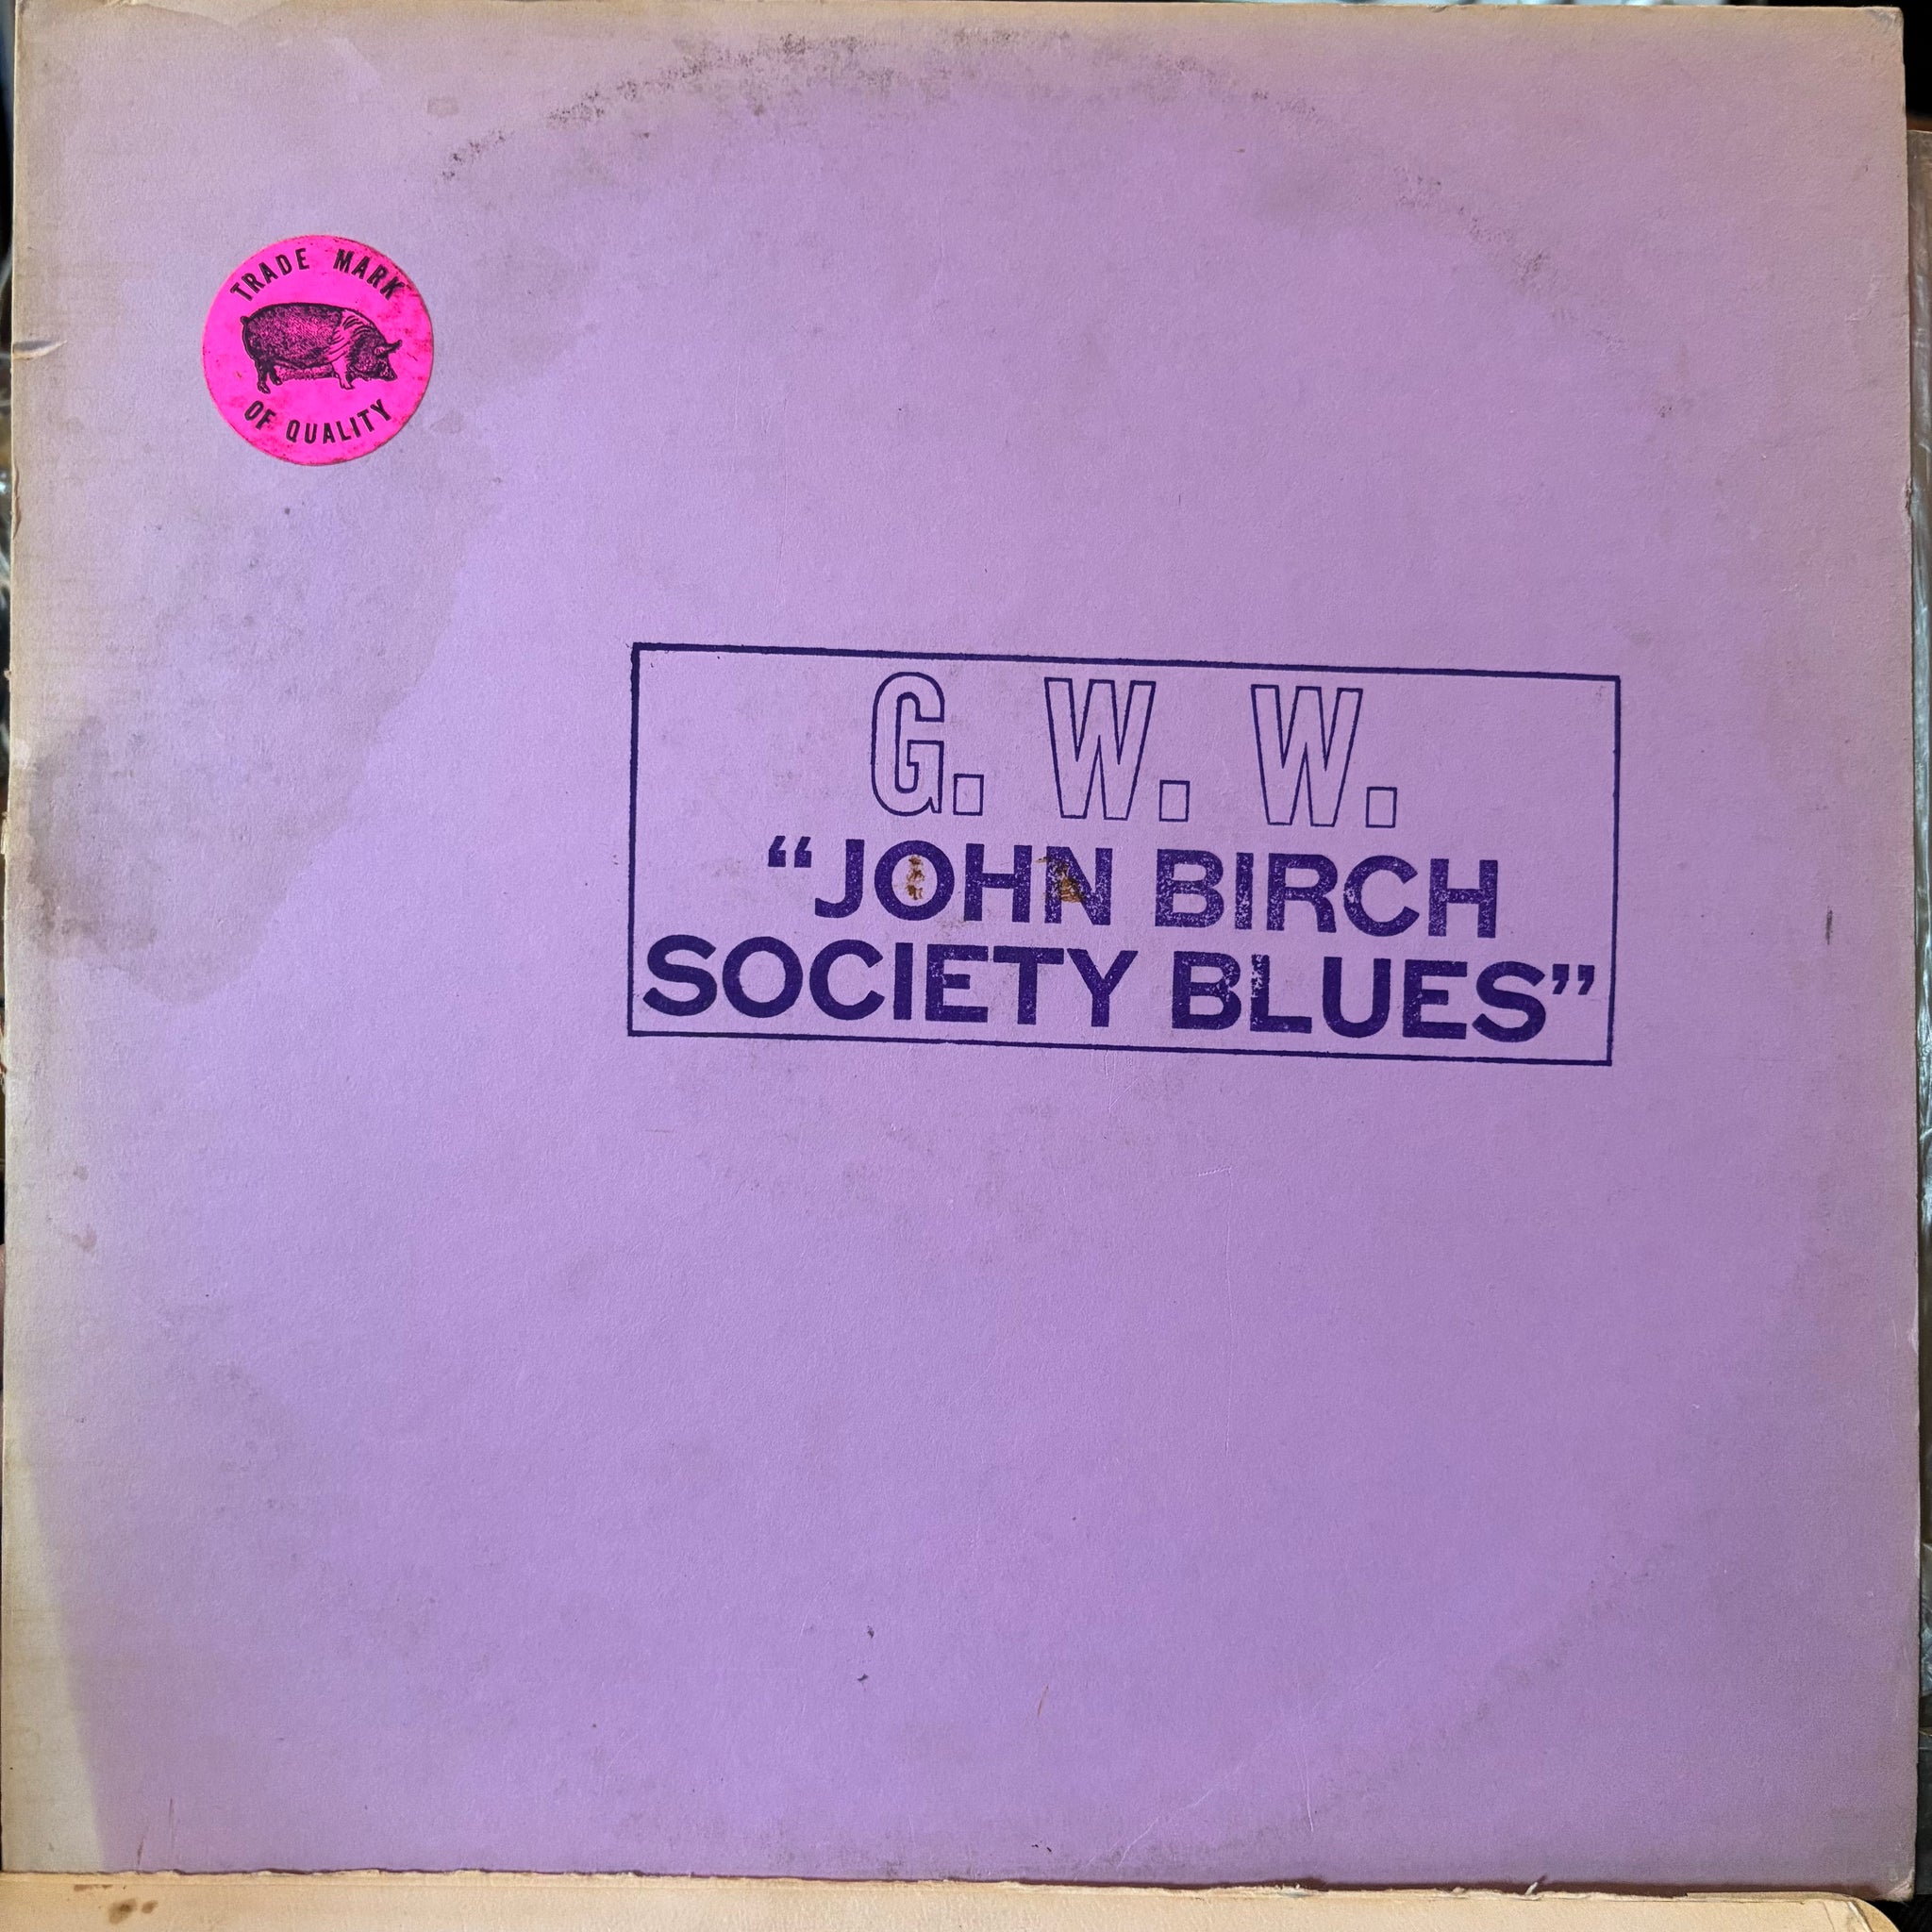 TRADE MARK
OF QUALITY
G. W. W.
“JOHN BIRCH
SOCIETY BLUES”